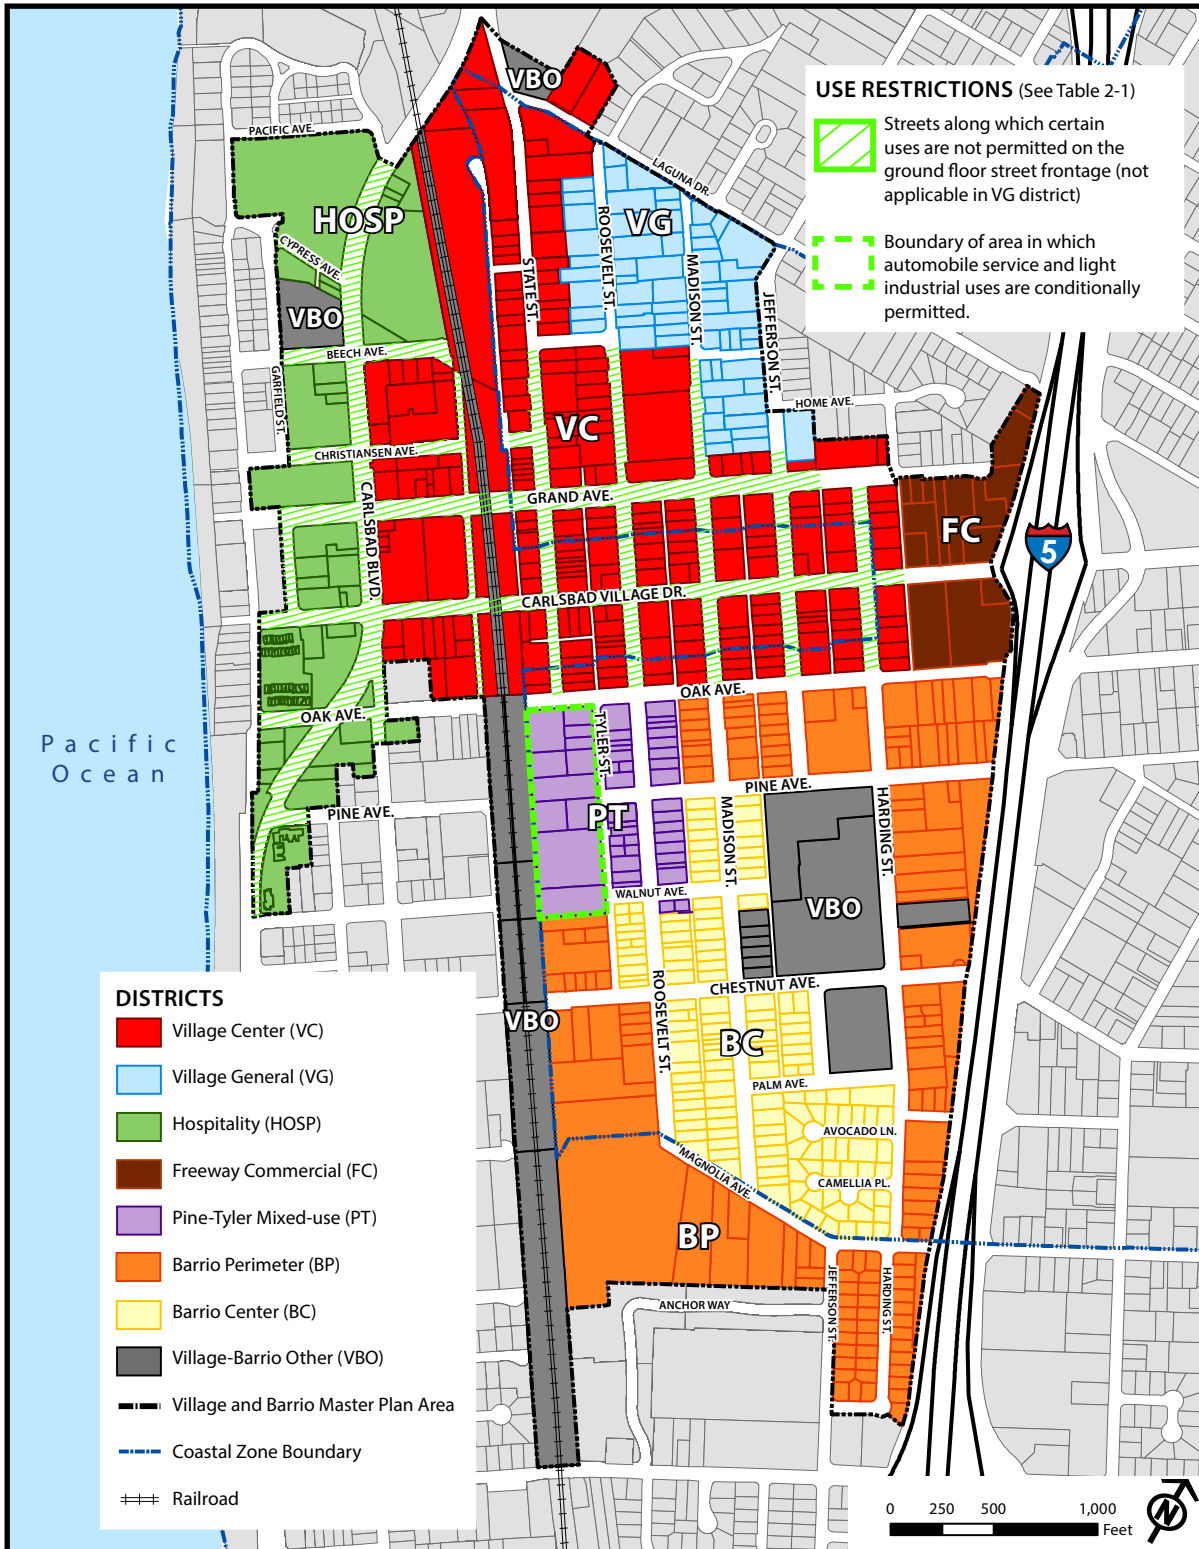 USE RESTRICTIONS (See Table 2-1)
Streets along which certain
uses are not permitted on the
ground floor street frontage (not
applicable in VG district)
Boundary of area in which
automobile service and light
industrial uses are conditionally
permitted.
VBO
PACIFIC AVE.
LAGUNA DR.
HOSP
VG
ROOSEVELT ST.
CYPRESS AVE.
STATE ST.
MADISON ST.
JEFFERSON ST.
VBO
BEECH AVE.
GARFIELD ST.
HOME AVE.
VC
CHRISTIANSEN AVE.
CARLSBAD BLVD.
GRAND AVE.
FC
5
CARLSBAD VILLAGE DR.
OAK AVE.
OAK AVE.
TYLER ST.
Pacific
Ocean
PINE AVE.
PINE AVE.
PT
MADISON ST.
HARDING ST.
WALNUT AVE.
VBO
ROOSEVELT ST.
CHESTNUT AVE.
VBO
BC
PALM AVE.
AVOCADO LN.
MAGNOLIA AVE.
CAMELLIA PL.
BP
JEFFERSON ST.
HARDING ST.
ANCHOR WAY
DISTRICTS
Village Center (VC)
Village General (VG)
Hospitality (HOSP)
Freeway Commercial (FC)
Pine-Tyler Mixed-use (PT)
Barrio Perimeter (BP)
Barrio Center (BC)
Village-Barrio Other (VBO)
Village and Barrio Master Plan Area
Coastal Zone Boundary
Railroad
0 250 500 1,000
Feet
N